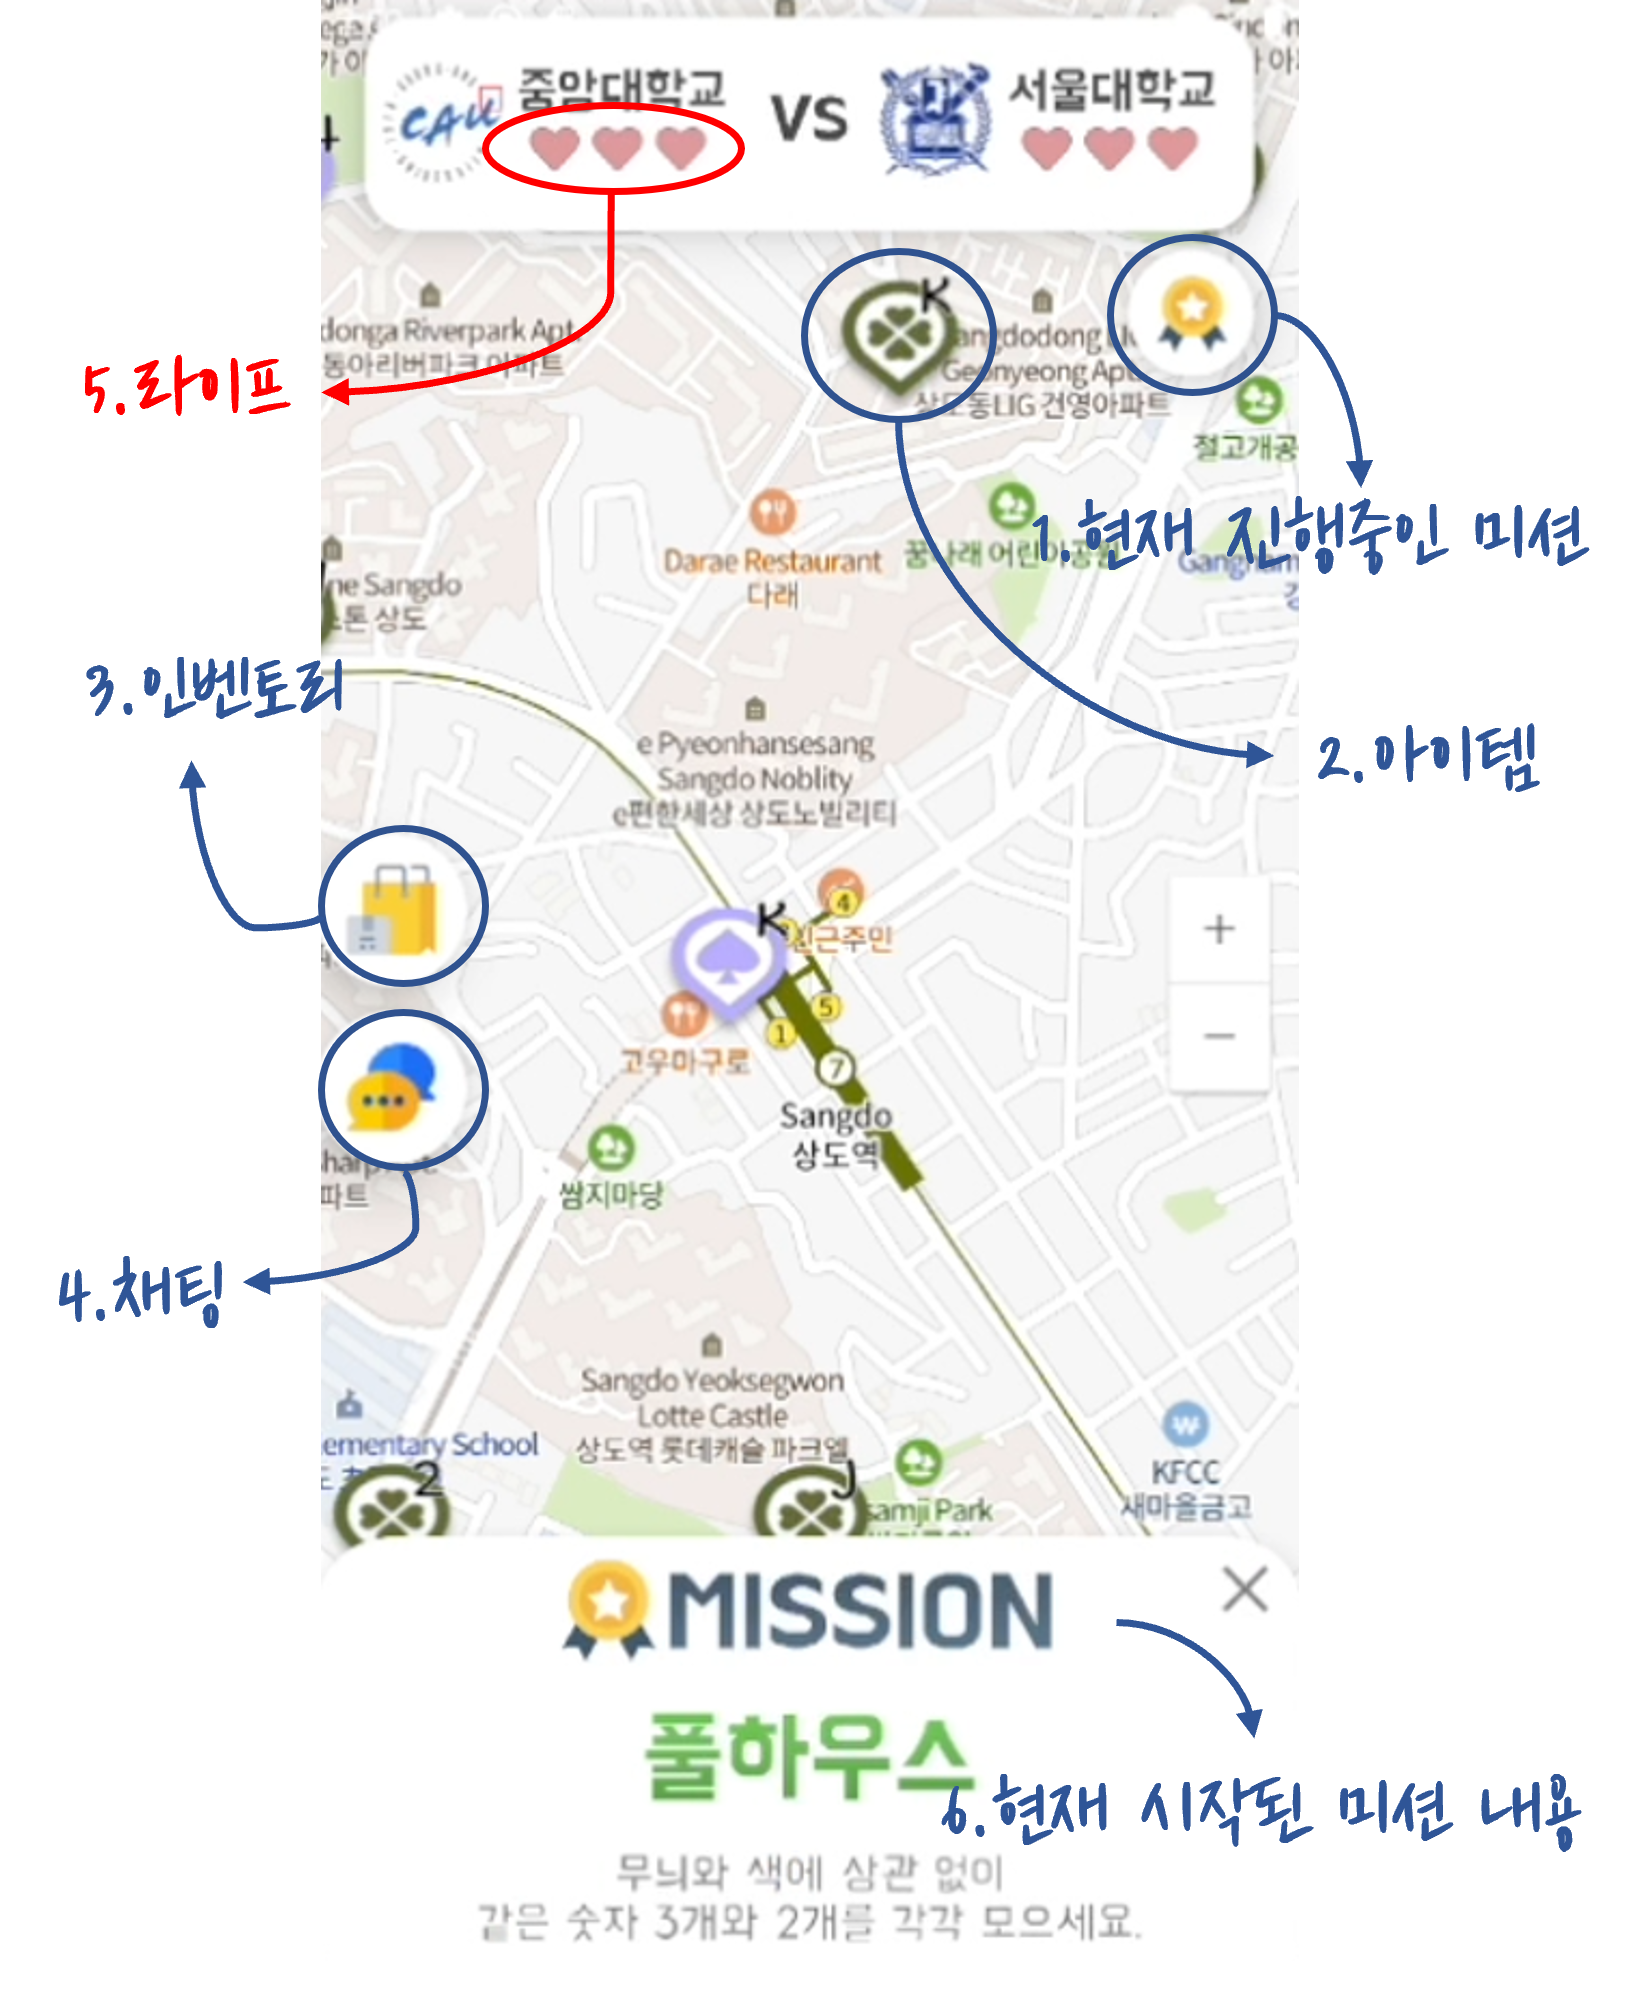 CAU 중앙대학교 VS 서울대학교
K
donga Riverpark Apt.
동아리버파크 아파트
Geonyeong Apt.
상도동LIG 건영아파트
5.라이프
절고개공
1.현재 진행중인 미션
Darae Restaurant
다래
꿈나래 어린이공원
ne Sangdo
스톤 상도
3.인벤토리
e Pyeonhansesang
Sangdo Noblity
e편한세상 상도노빌리티
2.아이템
K
4
인근주민
+
5
1
고우마구로
7
−
Sangdo
상도역
파트
쌈지마당
4.채팅
Sangdo Yeoksegwon
Lotte Castle
상도역 롯데캐슬 파크엘
ementary School
2
J
samji Park
KFCC
새마을금고
MISSION
풀하우스
6.현재 시작된 미션 내용
무늬와 색에 상관 없이
같은 숫자 3개와 2개를 각각 모으세요.